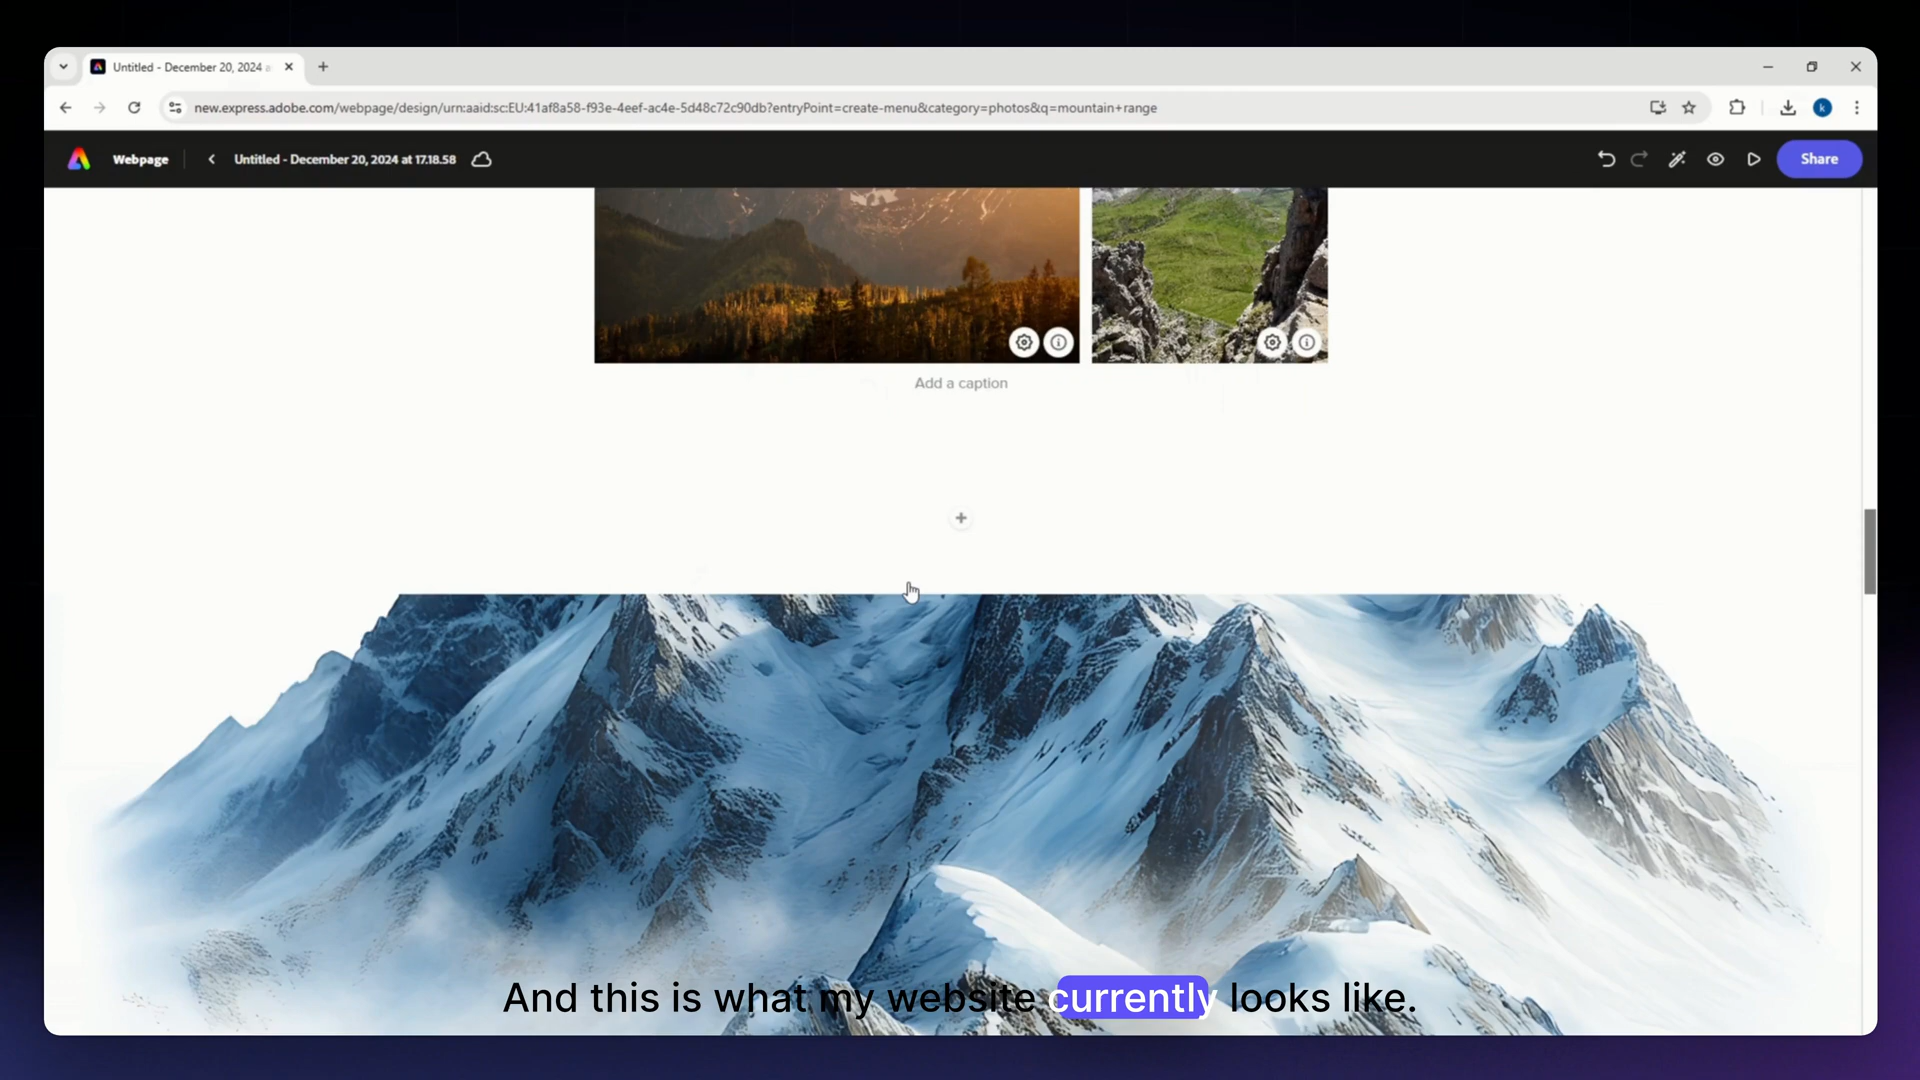 Untitled - December 20, 2024 a
new.express.adobe.com/webpage/design/urn:aaid:sc:EU:41af8a58-f93e-4eef-ac4e-5d48c72c90db?entryPoint=create-menu&category=photos&q=mountain+range
k
Webpage
Untitled - December 20, 2024 at 17.18.58
Share
Add a caption
And this is what my website currently looks like.